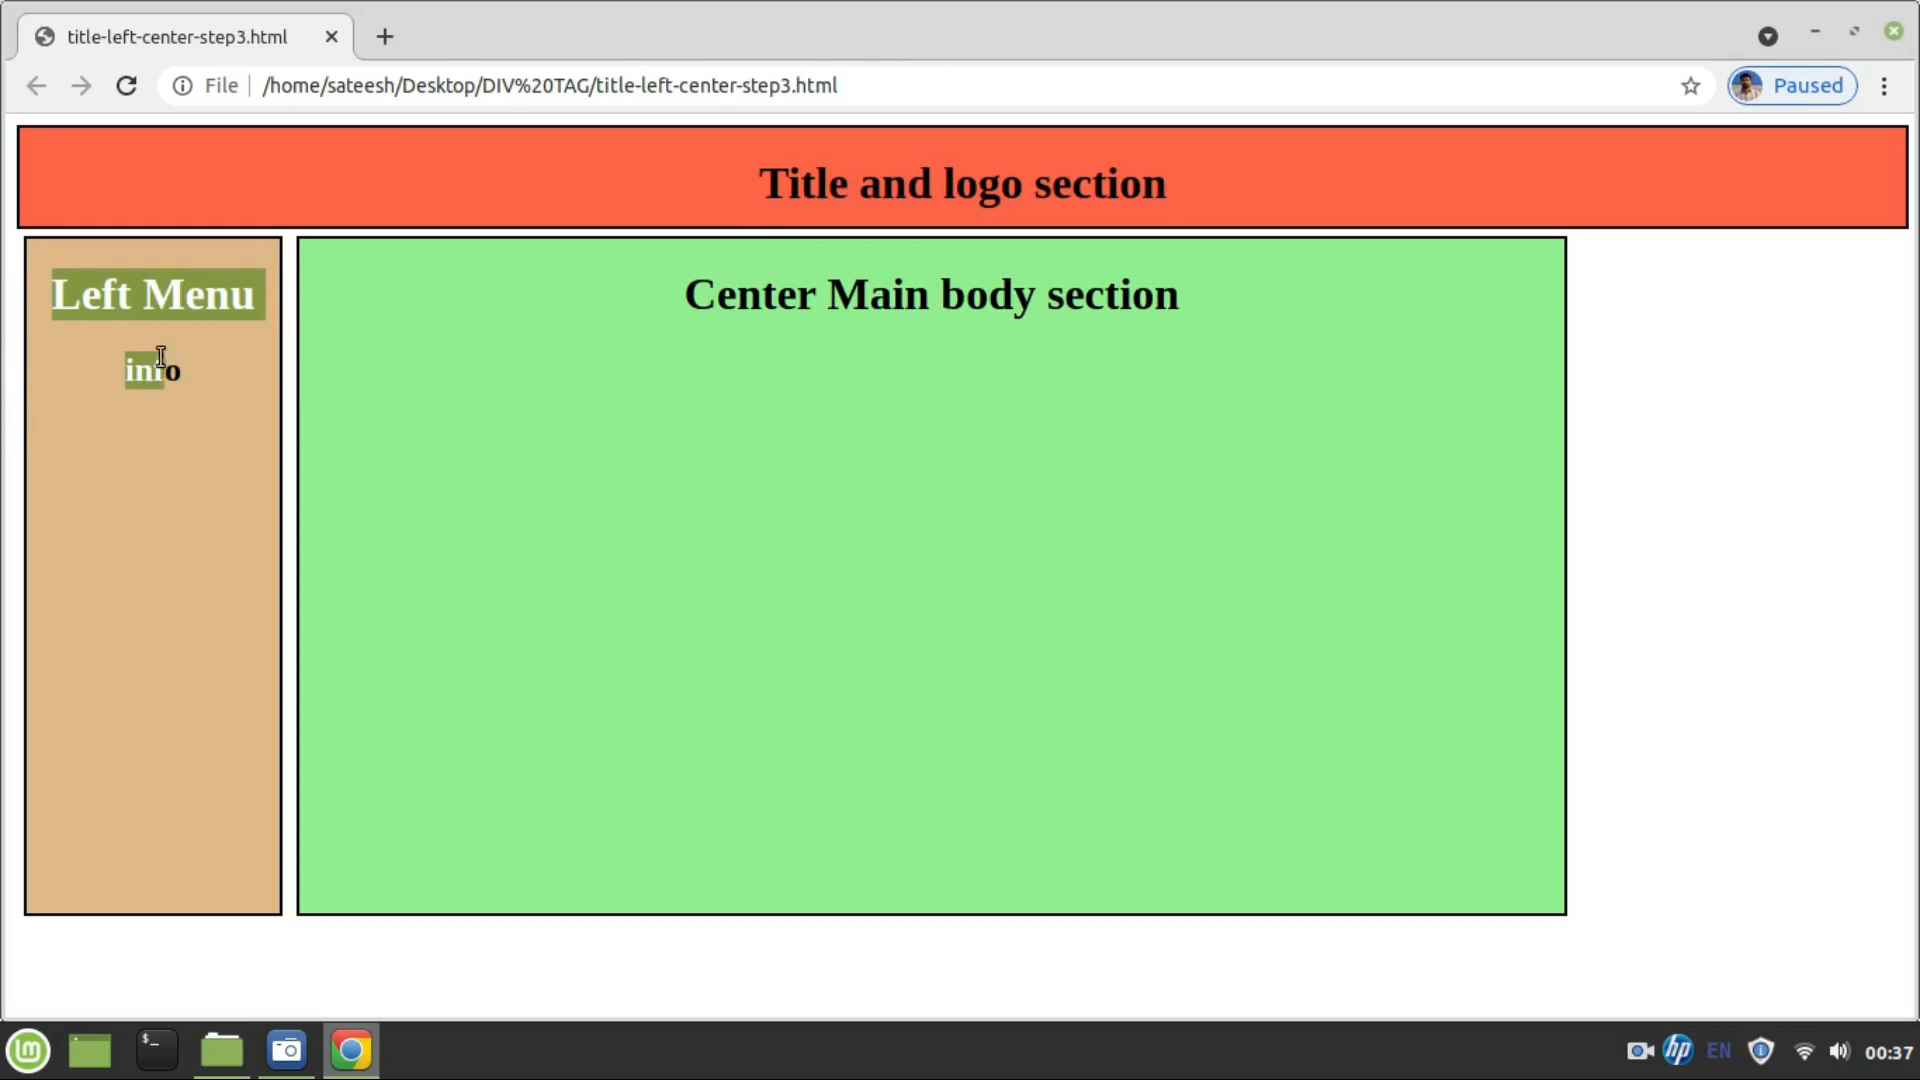 title-left-center-step3.html
File /home/sateesh/Desktop/DIV%20TAG/title-left-center-step3.html
Paused
Title and logo section
Left Menu
info
Center Main body section
$_
hp
EN
00:37